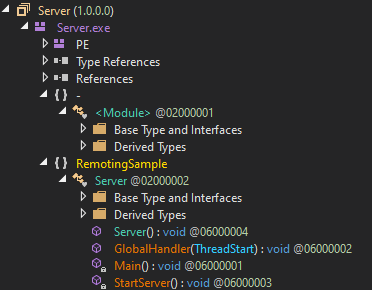 Server (1.0.0.0)
Server.exe
PE
Type References
References
{ } -
<Module> @02000001
Base Type and Interfaces
Derived Types
{ } RemotingSample
Server @02000002
Base Type and Interfaces
Derived Types
Server() : void @06000004
GlobalHandler(ThreadStart) : void @06000002
Main() : void @06000001
StartServer() : void @06000003